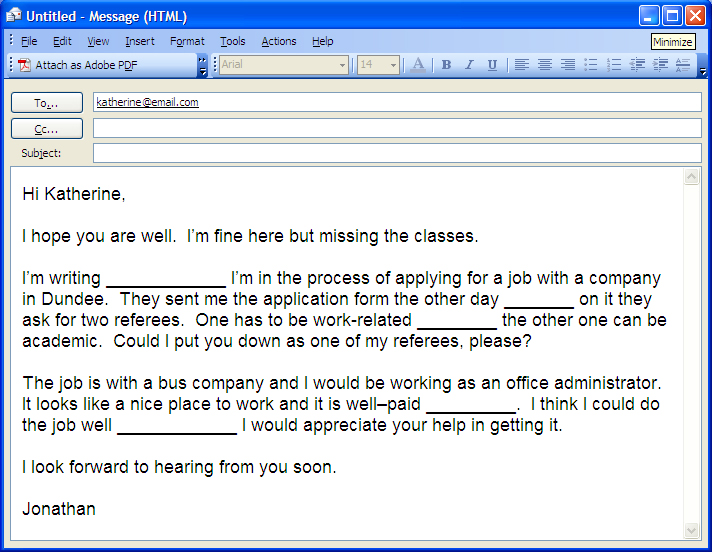 Untitled - Message (HTML)
File Edit View Insert Format Tools Actions Help
Minimize
Attach as Adobe PDF Arial 14 A B I U
To... katherine@email.com
Cc...
Subject:
Hi Katherine,
I hope you are well.  I'm fine here but missing the classes.
I'm writing ____________ I'm in the process of applying for a job with a company
in Dundee.  They sent me the application form the other day _______ on it they
ask for two referees.  One has to be work-related ________ the other one can be
academic.  Could I put you down as one of my referees, please?
The job is with a bus company and I would be working as an office administrator.
It looks like a nice place to work and it is well–paid _________.  I think I could do
the job well ____________ I would appreciate your help in getting it.
I look forward to hearing from you soon.
Jonathan